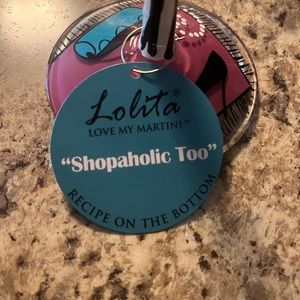 Lolita®
LOVE MY MARTINI™
"Shopaholic Too"
RECIPE ON THE BOTTOM